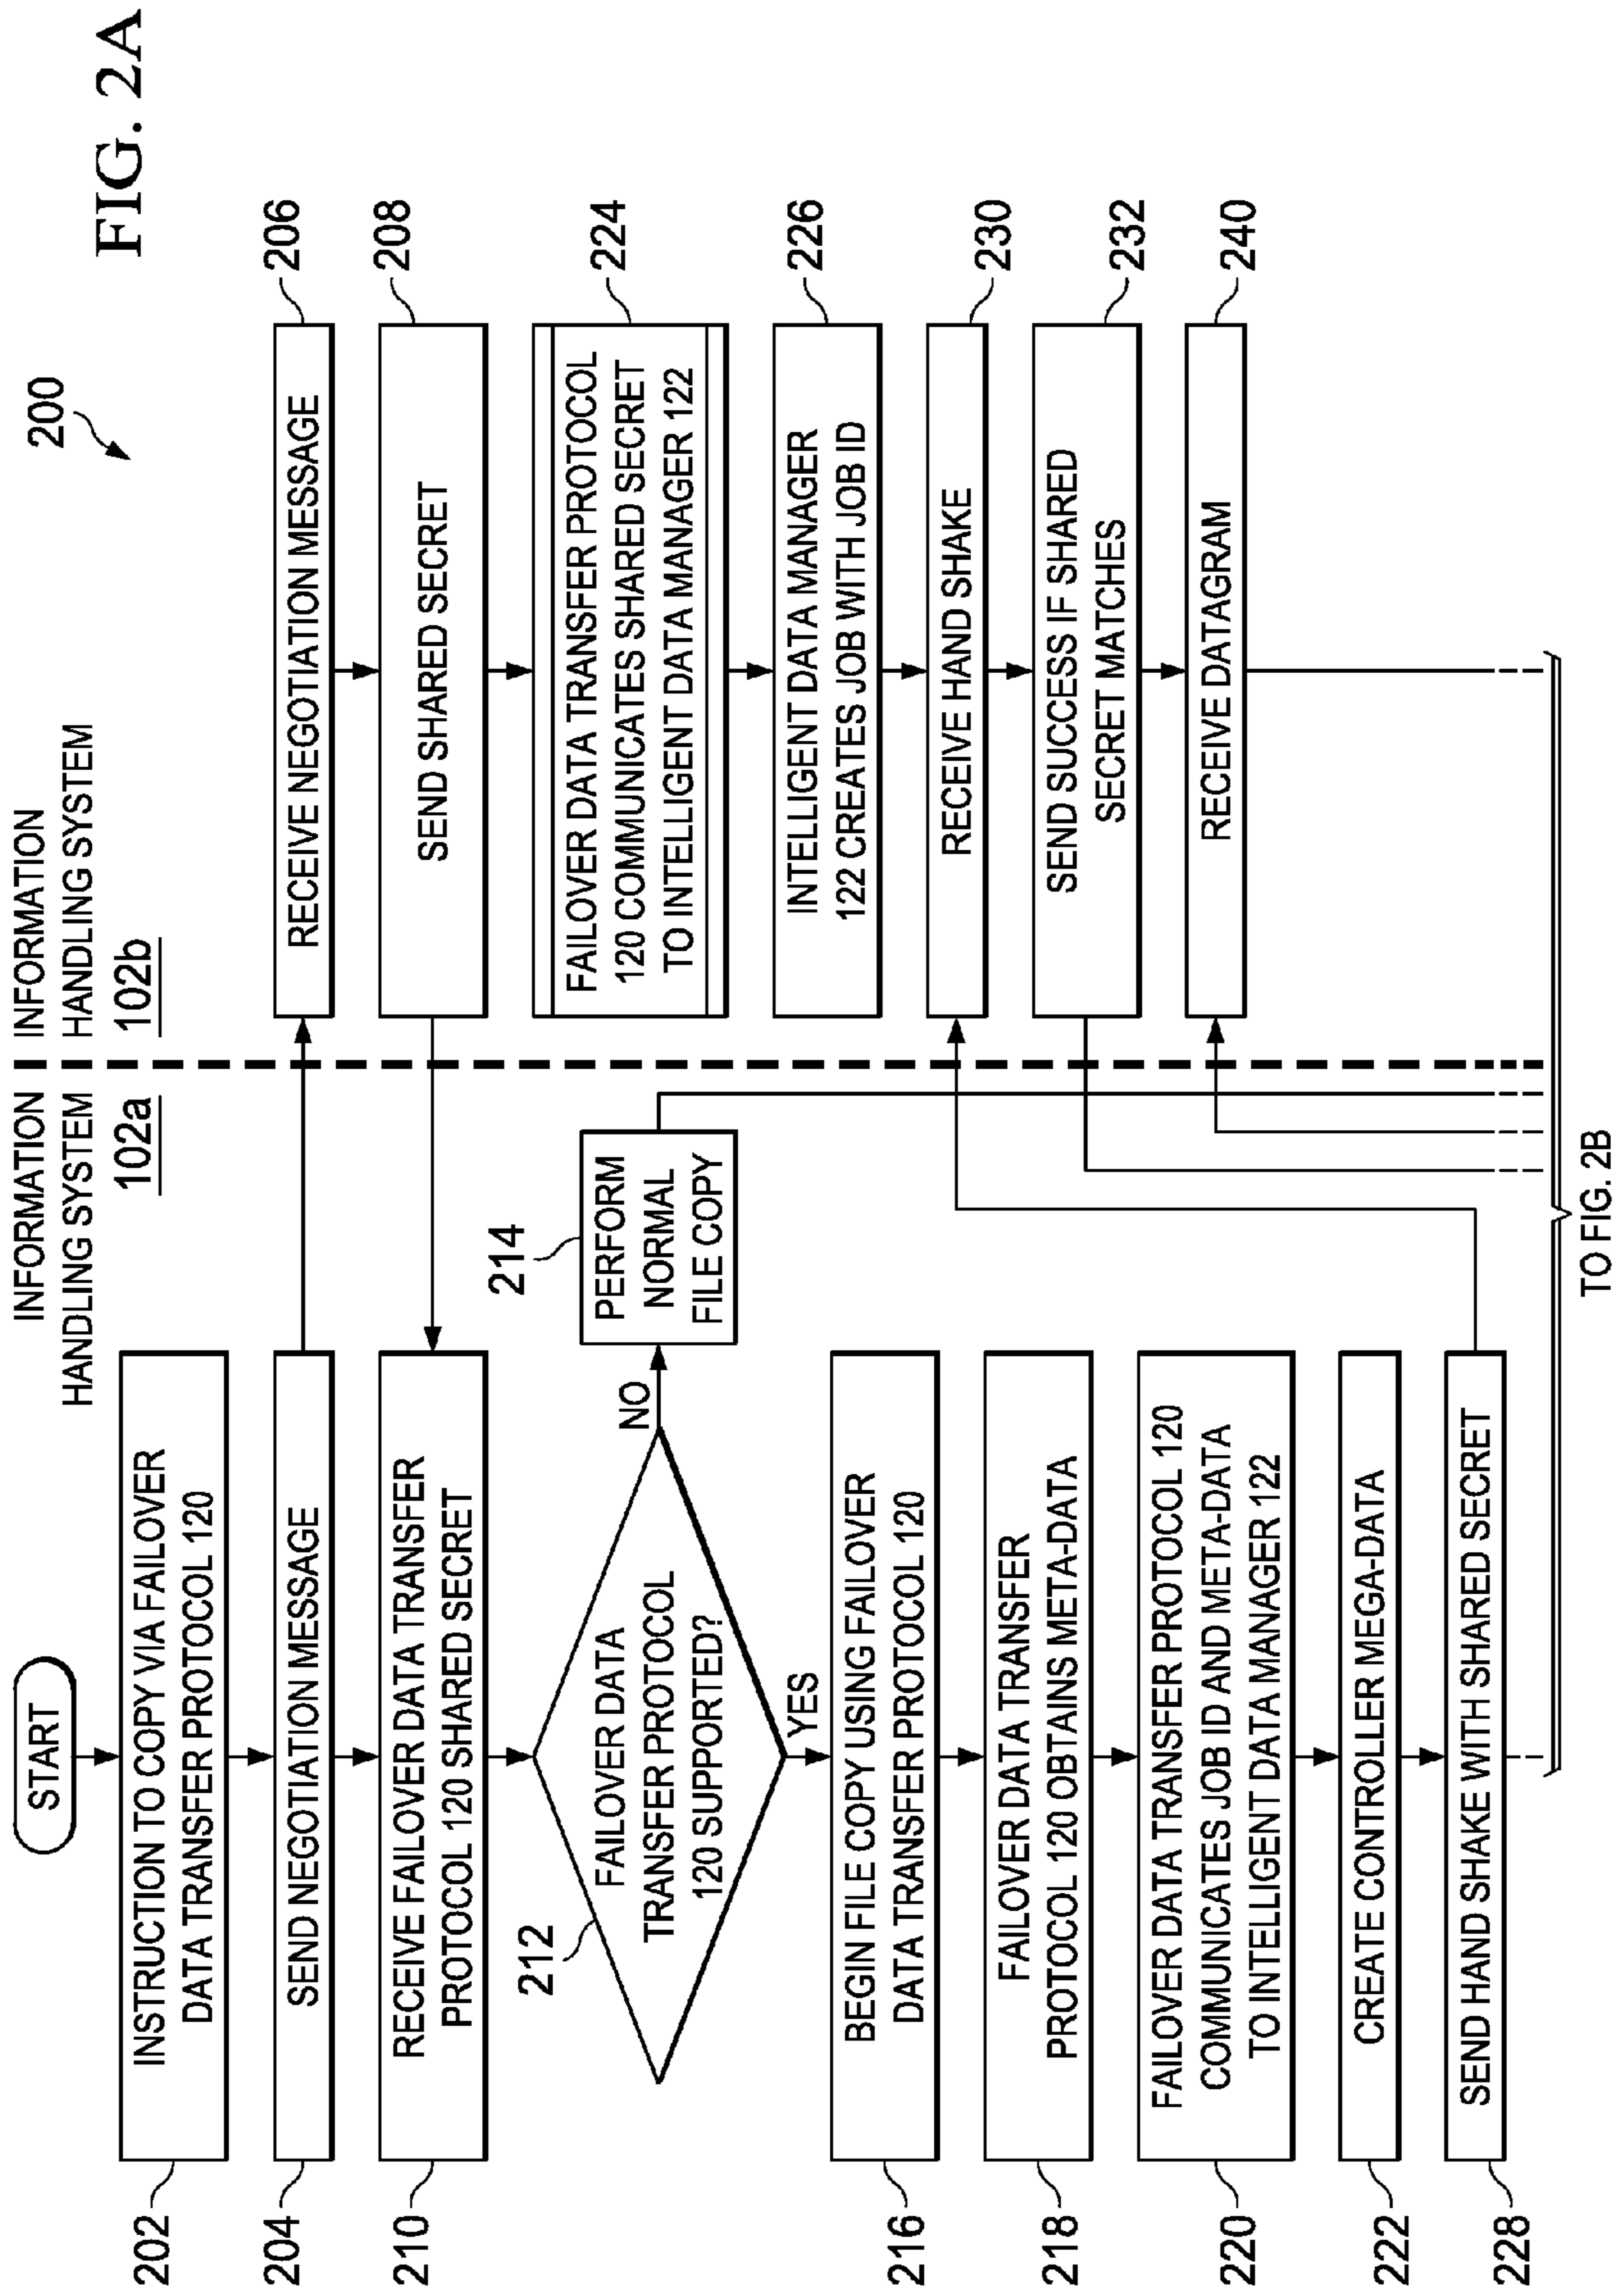 FIG. 2A
200
INFORMATION
HANDLING SYSTEM
102a
INFORMATION
HANDLING SYSTEM
102b
START
202
INSTRUCTION TO COPY VIA FAILOVER
DATA TRANSFER PROTOCOL 120
204
SEND NEGOTIATION MESSAGE
RECEIVE NEGOTIATION MESSAGE
206
210
RECEIVE FAILOVER DATA TRANSFER
PROTOCOL 120 SHARED SECRET
SEND SHARED SECRET
208
212
FAILOVER DATA
TRANSFER PROTOCOL
120 SUPPORTED?
NO
YES
214
PERFORM
NORMAL
FILE COPY
FAILOVER DATA TRANSFER PROTOCOL
120 COMMUNICATES SHARED SECRET
TO INTELLIGENT DATA MANAGER 122
224
216
BEGIN FILE COPY USING FAILOVER
DATA TRANSFER PROTOCOL 120
INTELLIGENT DATA MANAGER
122 CREATES JOB WITH JOB ID
226
218
FAILOVER DATA TRANSFER
PROTOCOL 120 OBTAINS META-DATA
RECEIVE HAND SHAKE
230
220
FAILOVER DATA TRANSFER PROTOCOL 120
COMMUNICATES JOB ID AND META-DATA
TO INTELLIGENT DATA MANAGER 122
SEND SUCCESS IF SHARED
SECRET MATCHES
232
222
CREATE CONTROLLER MEGA-DATA
RECEIVE DATAGRAM
240
228
SEND HAND SHAKE WITH SHARED SECRET
TO FIG. 2B